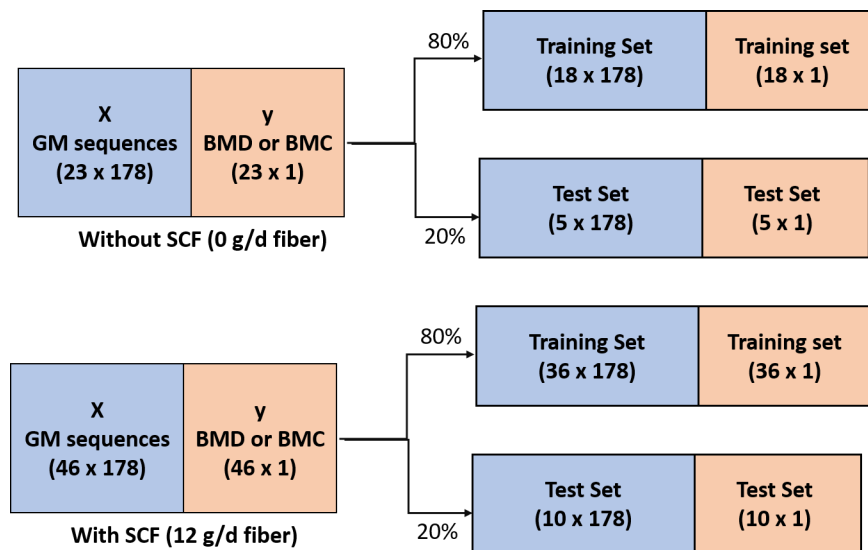 X
GM sequences
(23 x 178)
y
BMD or BMC
(23 x 1)
Without SCF (0 g/d fiber)
80%
20%
Training Set
(18 x 178)
Training set
(18 x 1)
Test Set
(5 x 178)
Test Set
(5 x 1)
X
GM sequences
(46 x 178)
y
BMD or BMC
(46 x 1)
With SCF (12 g/d fiber)
80%
20%
Training Set
(36 x 178)
Training set
(36 x 1)
Test Set
(10 x 178)
Test Set
(10 x 1)